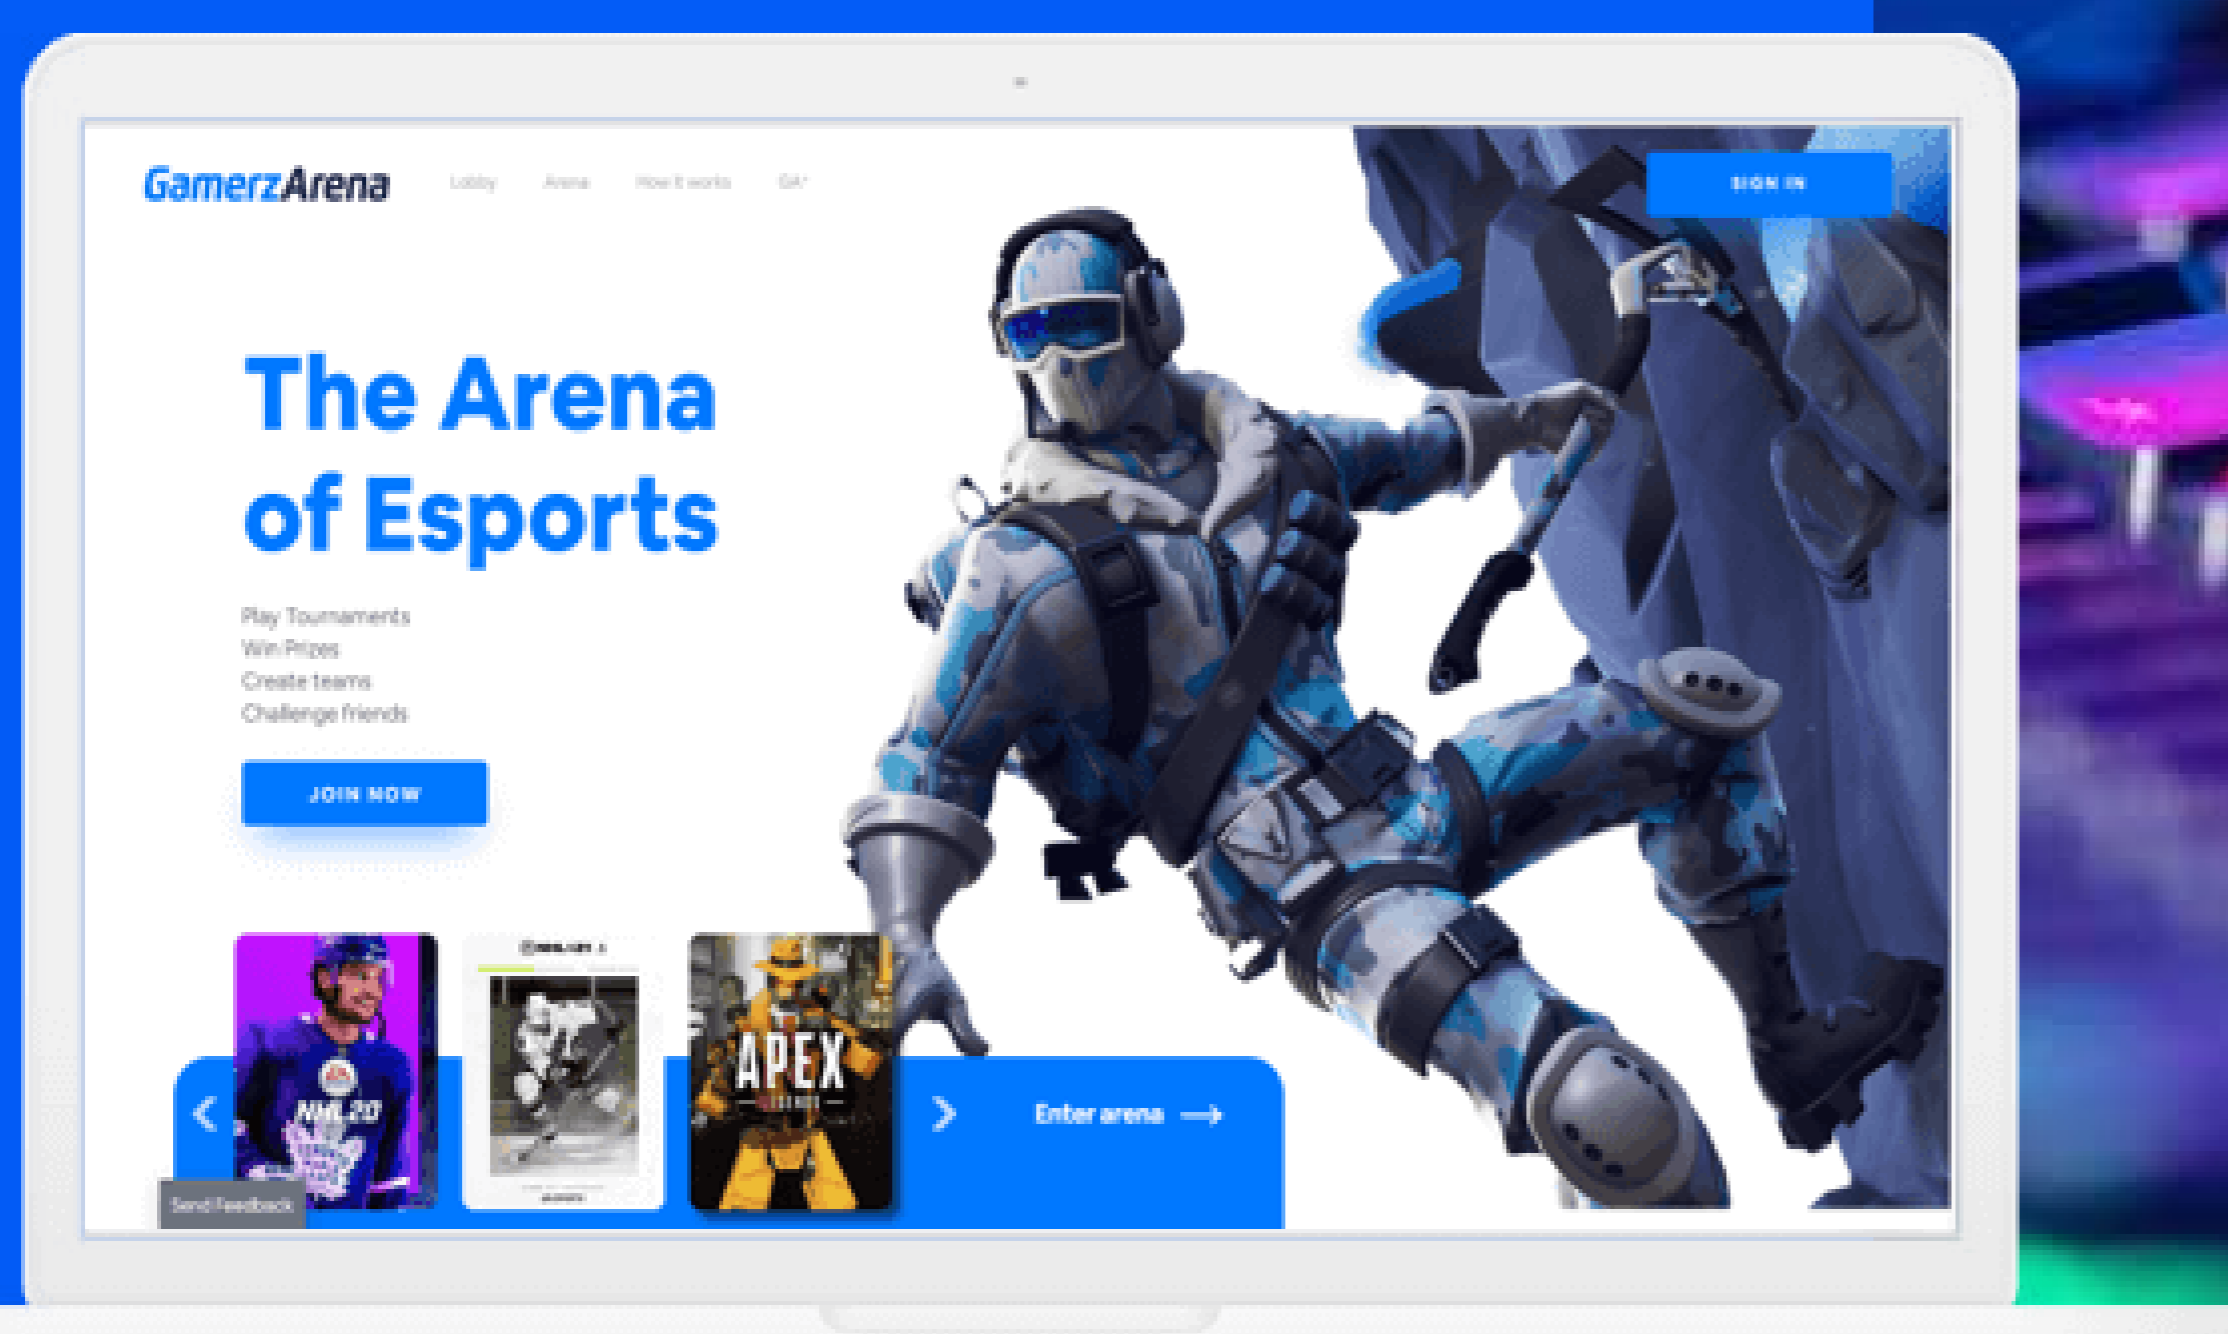 GamerzArena
Lobby
Arena
How it works
SIGN IN
The Arena
of Esports
Play Tournaments
Win Prizes
Create teams
Challenge friends
JOIN NOW
EA
NHL 20
APEX
Enter arena
Send Feedback